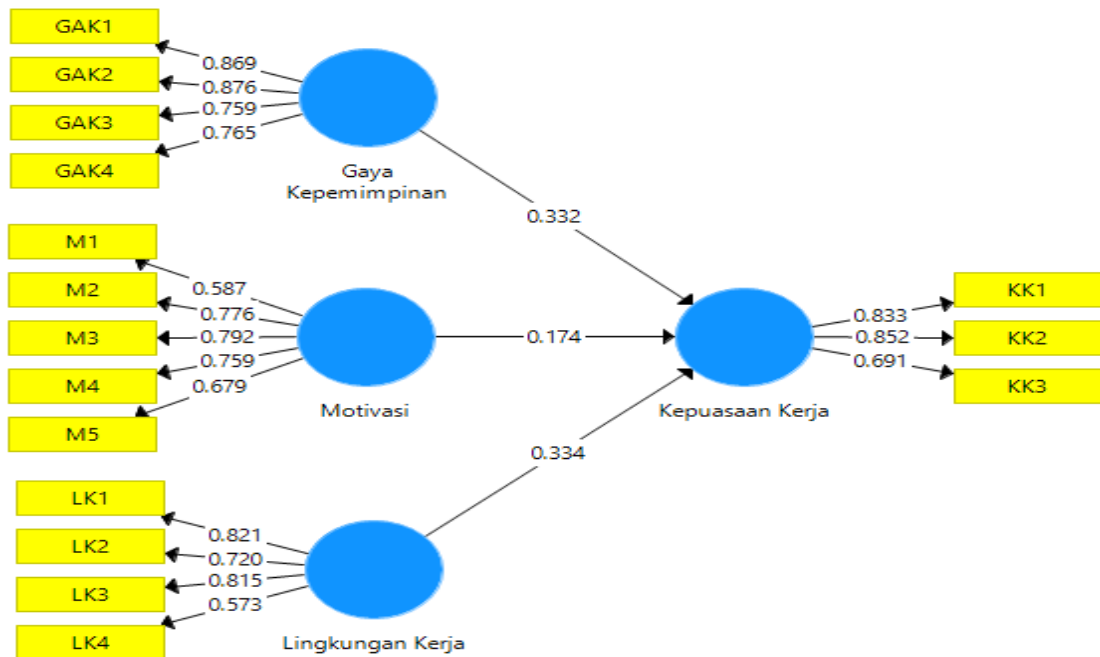 GAK1
GAK2
GAK3
GAK4
0.869
0.876
0.759
0.765
Gaya
Kepemimpinan
0.332
M1
M2
M3
M4
M5
0.587
0.776
0.792
0.759
0.679
Motivasi
0.174
Kepuasaan Kerja
0.833
0.852
0.691
KK1
KK2
KK3
0.334
LK1
LK2
LK3
LK4
0.821
0.720
0.815
0.573
Lingkungan Kerja